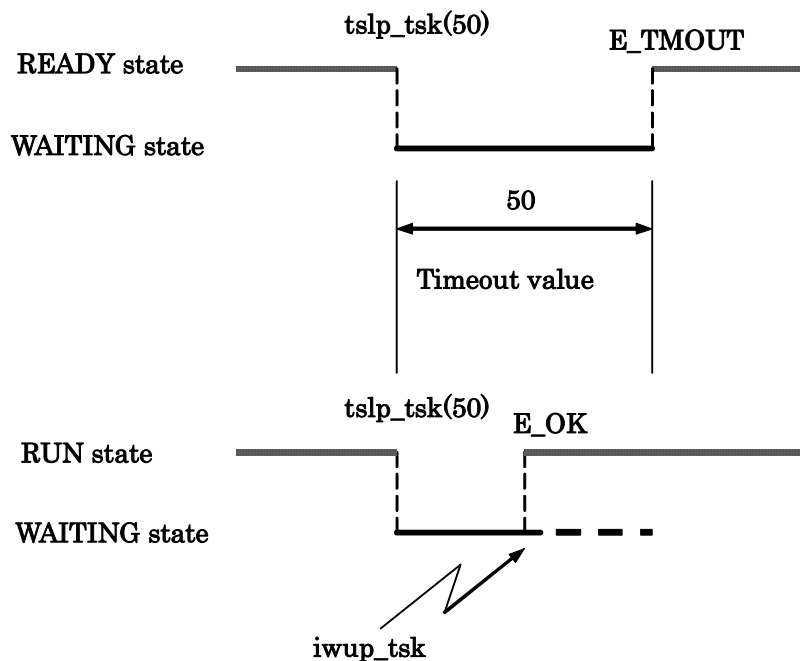 tslp_tsk(50)
E_TMOUT
READY state
WAITING state
50
Timeout value
tslp_tsk(50)
E_OK
RUN state
WAITING state
iwup_tsk